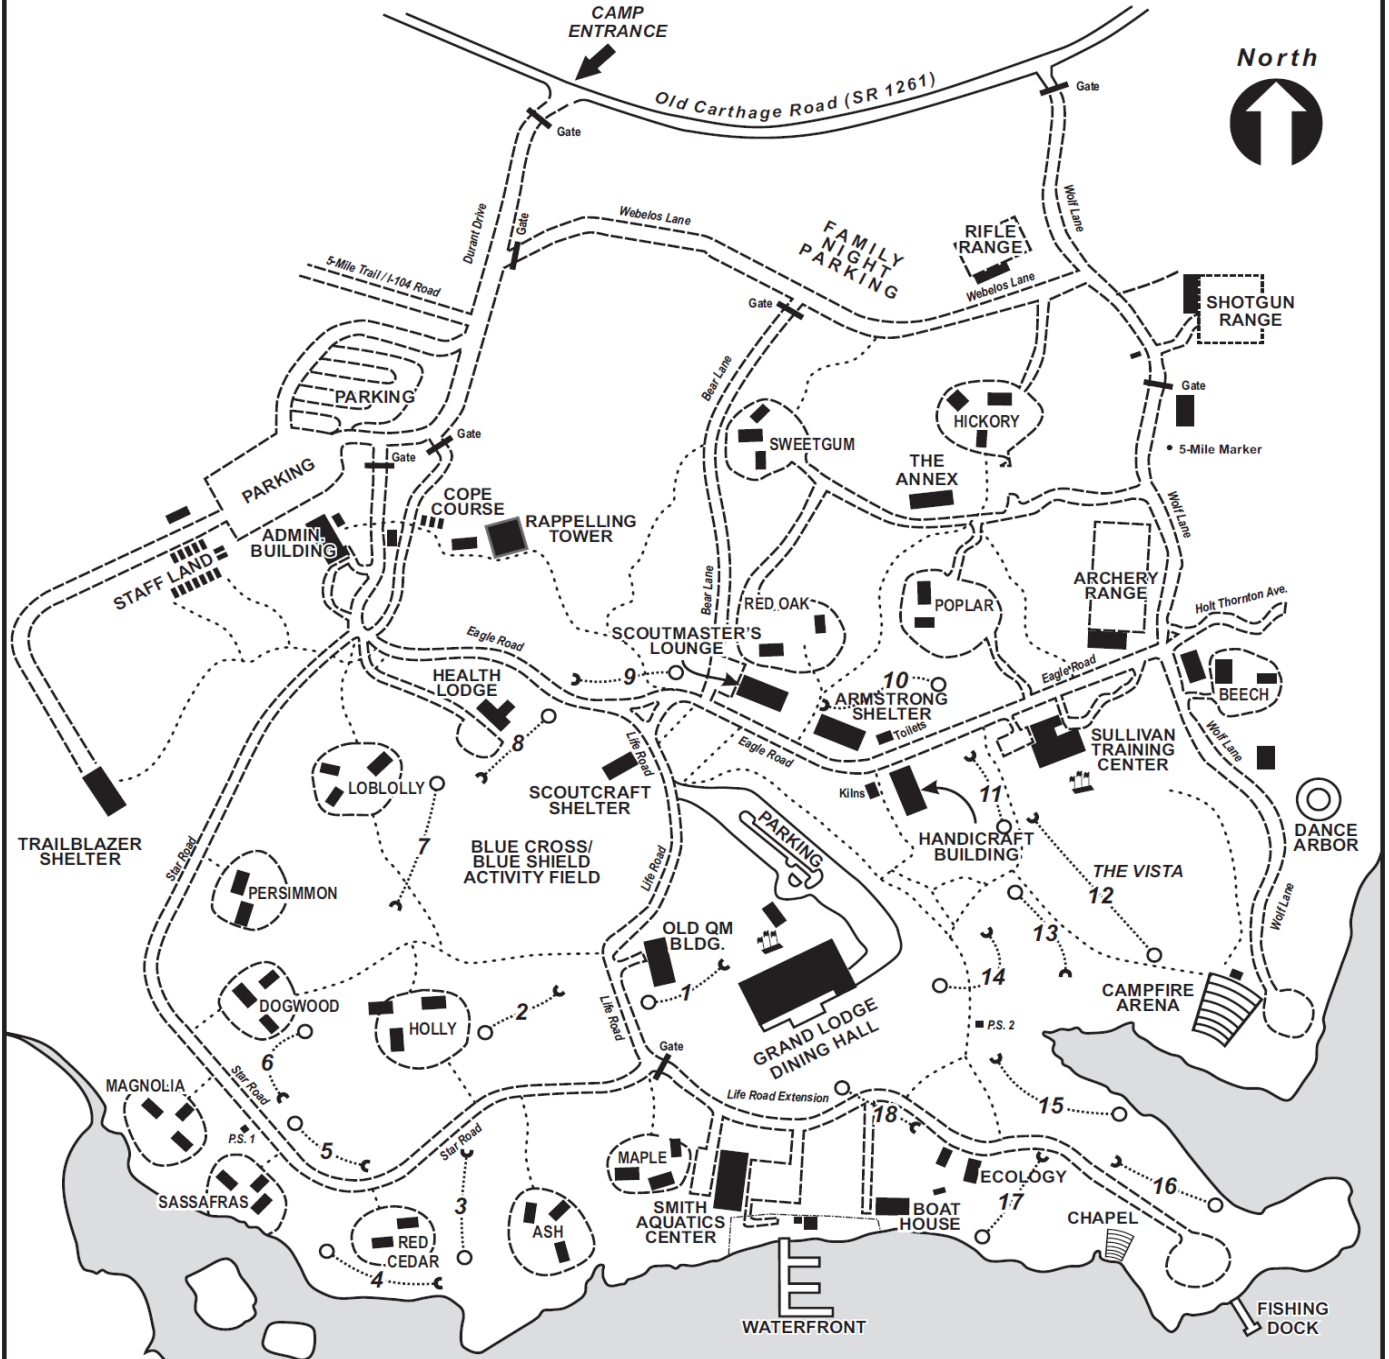 CAMP
ENTRANCE
North
Old Carthage Road (SR 1261)
Gate
Gate
Wolf Lane
Durant Drive
Gate
Webelos Lane
FAMILY
NIGHT
PARKING
RIFLE
RANGE
Webelos Lane
5-Mile Trail / I-104 Road
Gate
SHOTGUN
RANGE
Bear Lane
PARKING
Gate
HICKORY
Gate
SWEETGUM
5-Mile Marker
Gate
PARKING
THE
ANNEX
COPE
COURSE
RAPPELLING
TOWER
Wolf Lane
ADMIN.
BUILDING
STAFF LAND
Bear Lane
ARCHERY
RANGE
RED OAK
POPLAR
Holt Thornton Ave.
Eagle Road
SCOUTMASTER'S
LOUNGE
Eagle Road
HEALTH
LODGE
9
10
ARMSTRONG
SHELTER
BEECH
Toilets
8
Life Road
Eagle Road
SULLIVAN
TRAINING
CENTER
Wolf Lane
LOBLOLLY
SCOUTCRAFT
SHELTER
Kilns
11
TRAILBLAZER
SHELTER
Star Road
7
BLUE CROSS/
BLUE SHIELD
ACTIVITY FIELD
PARKING
HANDICRAFT
BUILDING
DANCE
ARBOR
Life Road
THE VISTA
12
PERSIMMON
Wolf Lane
OLD QM
BLDG.
13
14
1
CAMPFIRE
ARENA
DOGWOOD
2
HOLLY
Life Road
GRAND LODGE
DINING HALL
P.S. 2
6
Gate
MAGNOLIA
Star Road
Life Road Extension
18
15
P.S. 1
5
Star Road
MAPLE
ECOLOGY
16
17
SASSAFRAS
3
SMITH
AQUATICS
CENTER
BOAT
HOUSE
CHAPEL
ASH
RED
CEDAR
4
WATERFRONT
FISHING
DOCK